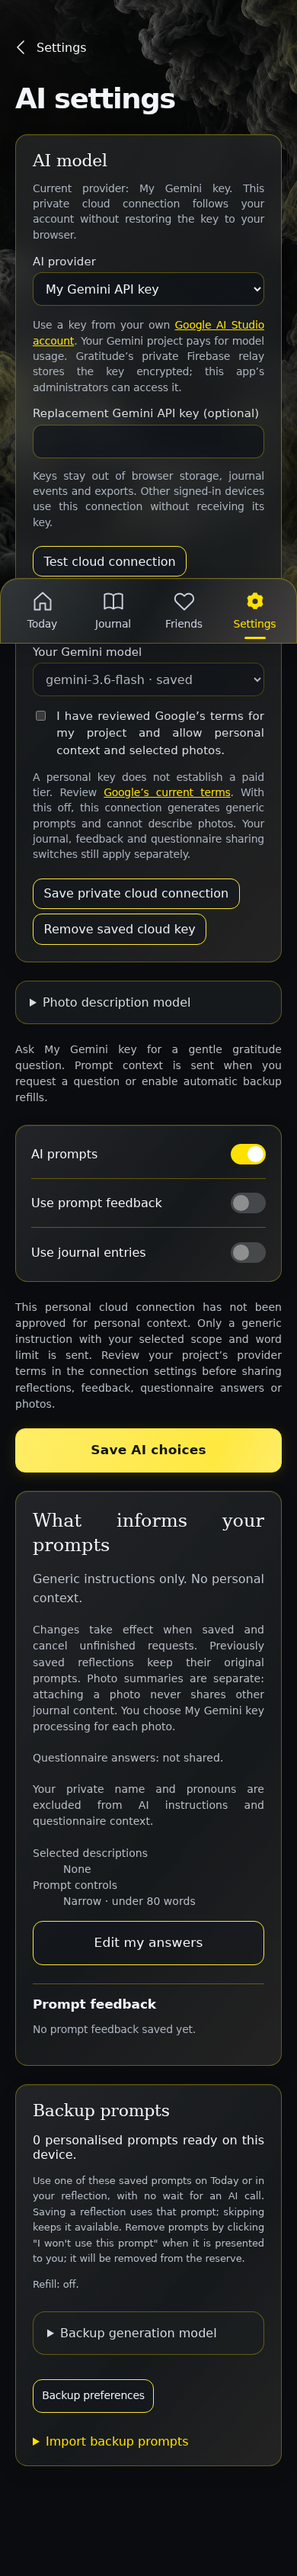 Settings
AI settings
AI model
Current provider: My Gemini key. This
private cloud connection follows your
account without restoring the key to your
browser.
AI provider
My Gemini API key
Use a key from your own Google AI Studio
account. Your Gemini project pays for model
usage. Gratitude’s private Firebase relay
stores the key encrypted; this app’s
administrators can access it.
Replacement Gemini API key (optional)
Keys stay out of browser storage, journal
events and exports. Other signed-in devices
use this connection without receiving its
key.
Test cloud connection
Today
Journal
Friends
Settings
Your Gemini model
gemini-3.6-flash · saved
I have reviewed Google’s terms for
my project and allow personal
context and selected photos.
A personal key does not establish a paid
tier. Review Google’s current terms. With
this off, this connection generates generic
prompts and cannot describe photos. Your
journal, feedback and questionnaire sharing
switches still apply separately.
Save private cloud connection
Remove saved cloud key
Photo description model
Ask My Gemini key for a gentle gratitude
question. Prompt context is sent when you
request a question or enable automatic backup
refills.
AI prompts
Use prompt feedback
Use journal entries
This personal cloud connection has not been
approved for personal context. Only a generic
instruction with your selected scope and word
limit is sent. Review your project’s provider
terms in the connection settings before sharing
reflections, feedback, questionnaire answers or
photos.
Save AI choices
What informs your
prompts
Generic instructions only. No personal
context.
Changes take effect when saved and
cancel unfinished requests. Previously
saved reflections keep their original
prompts. Photo summaries are separate:
attaching a photo never shares other
journal content. You choose My Gemini key
processing for each photo.
Questionnaire answers: not shared.
Your private name and pronouns are
excluded from AI instructions and
questionnaire context.
Selected descriptions
None
Prompt controls
Narrow · under 80 words
Edit my answers
Prompt feedback
No prompt feedback saved yet.
Backup prompts
0 personalised prompts ready on this
device.
Use one of these saved prompts on Today or in
your reflection, with no wait for an AI call.
Saving a reflection uses that prompt; skipping
keeps it available. Remove prompts by clicking
"I won't use this prompt" when it is presented
to you; it will be removed from the reserve.
Refill: off.
Backup generation model
Backup preferences
Import backup prompts